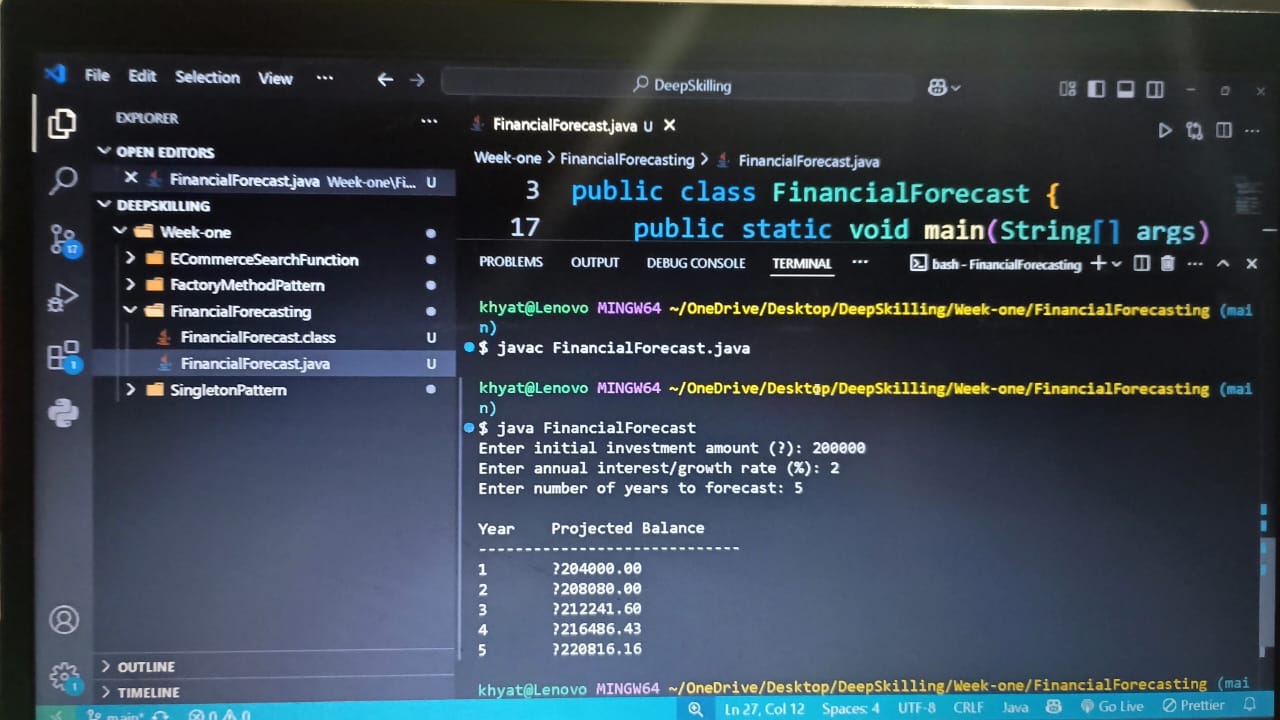 File Edit Selection View ...
DeepSkilling
EXPLORER ...
OPEN EDITORS
FinancialForecast.java Week-one\Fi... U
DEEPSKILLING
Week-one
ECommerceSearchFunction
FactoryMethodPattern
FinancialForecasting
FinancialForecast.class U
FinancialForecast.java U
SingletonPattern
OUTLINE
TIMELINE
FinancialForecast.java U
Week-one > FinancialForecasting > FinancialForecast.java
3 public class FinancialForecast {
17 public static void main(String[] args)
PROBLEMS OUTPUT DEBUG CONSOLE TERMINAL ... bash - FinancialForecasting
khyat@Lenovo MINGW64 ~/OneDrive/Desktop/DeepSkilling/Week-one/FinancialForecasting (mai
n)
$ javac FinancialForecast.java
khyat@Lenovo MINGW64 ~/OneDrive/Desktop/DeepSkilling/Week-one/FinancialForecasting (mai
n)
$ java FinancialForecast
Enter initial investment amount (?): 200000
Enter annual interest/growth rate (%): 2
Enter number of years to forecast: 5
Year Projected Balance
-----------------------------
1 ?204000.00
2 ?208080.00
3 ?212241.60
4 ?216486.43
5 ?220816.16
khyat@Lenovo MINGW64 ~/OneDrive/Desktop/DeepSkilling/Week-one/FinancialForecasting (mai
17
1
1
main* 0 0 Ln 27, Col 12 Spaces: 4 UTF-8 CRLF Java Go Live Prettier